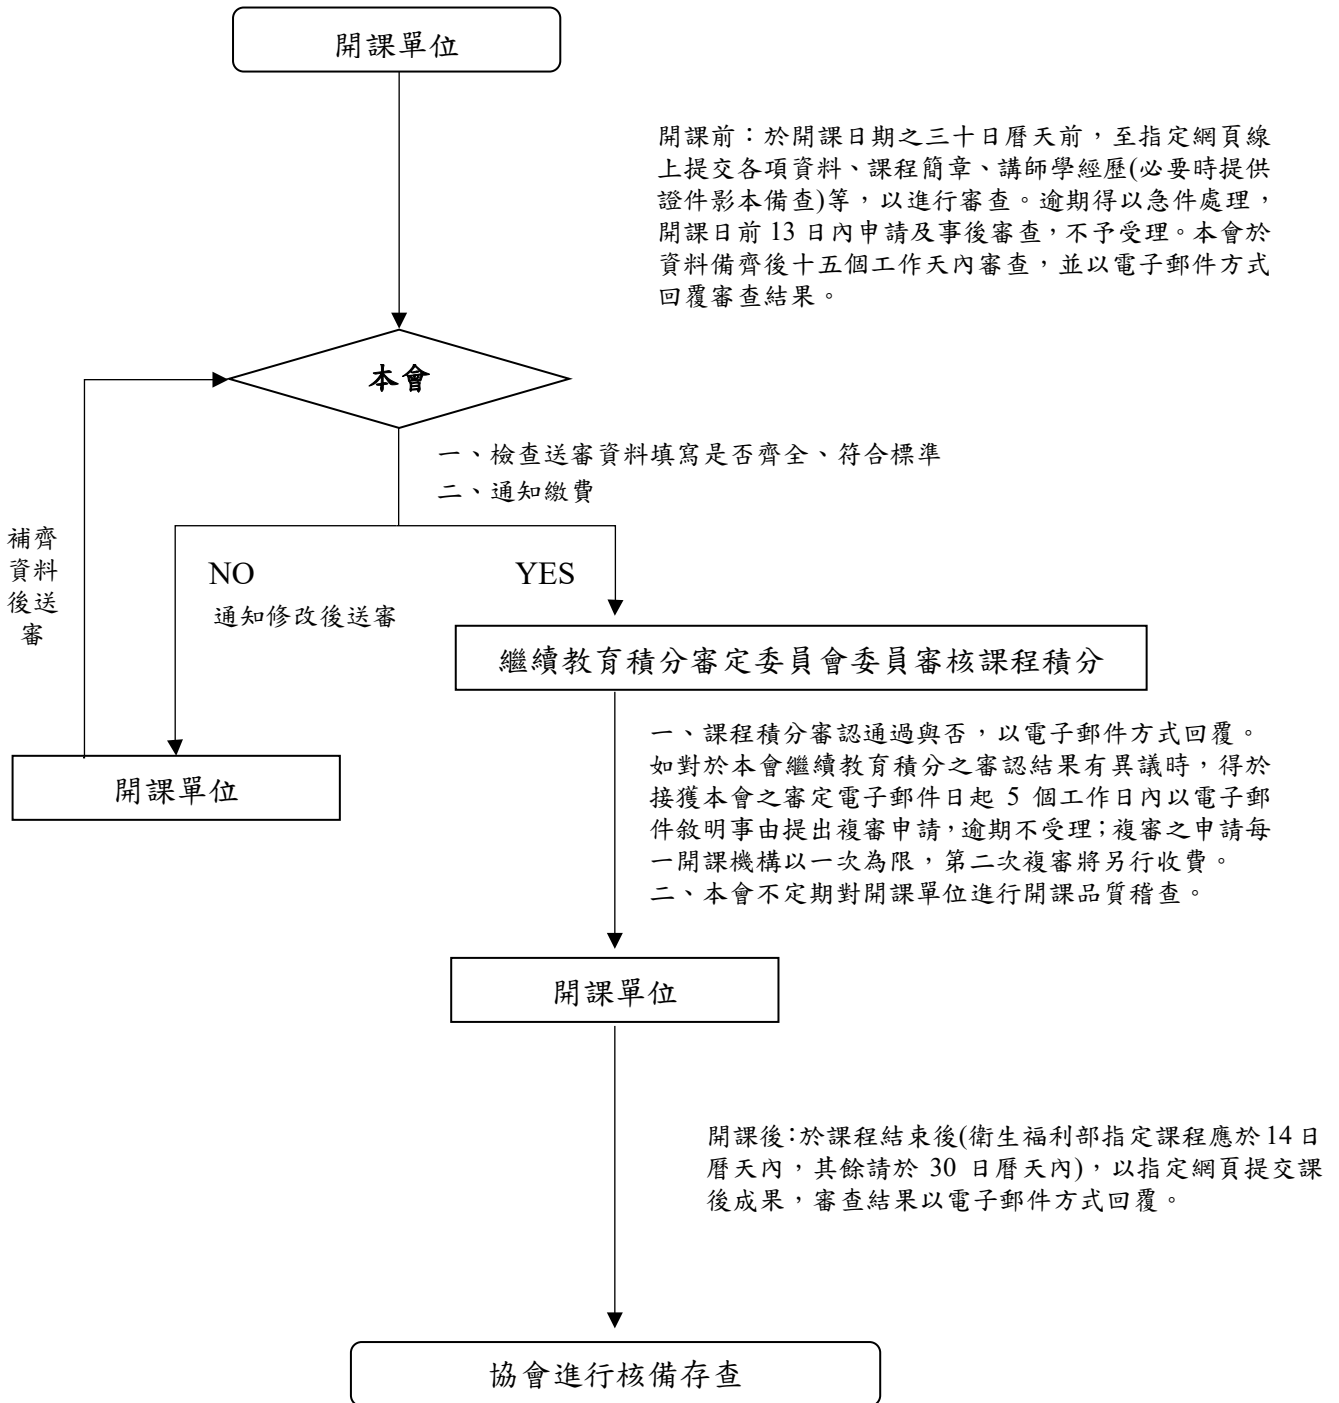 開課單位
開課前：於開課日期之三十日曆天前，至指定網頁線
上提交各項資料、課程簡章、講師學經歷(必要時提供
證件影本備查)等，以進行審查。逾期得以急件處理，
開課日前 13 日內申請及事後審查，不予受理。本會於
資料備齊後十五個工作天內審查，並以電子郵件方式
回覆審查結果。
本會
一、檢查送審資料填寫是否齊全、符合標準
二、通知繳費
補齊
資料
後送
審
NO
YES
通知修改後送審
繼續教育積分審定委員會委員審核課程積分
一、課程積分審認通過與否，以電子郵件方式回覆。
如對於本會繼續教育積分之審認結果有異議時，得於
接獲本會之審定電子郵件日起 5 個工作日內以電子郵
件敘明事由提出複審申請，逾期不受理；複審之申請每
一開課機構以一次為限，第二次複審將另行收費。
二、本會不定期對開課單位進行開課品質稽查。
開課單位
開課單位
開課後：於課程結束後(衛生福利部指定課程應於 14 日
曆天內，其餘請於 30 日曆天內)，以指定網頁提交課
後成果，審查結果以電子郵件方式回覆。
協會進行核備存查